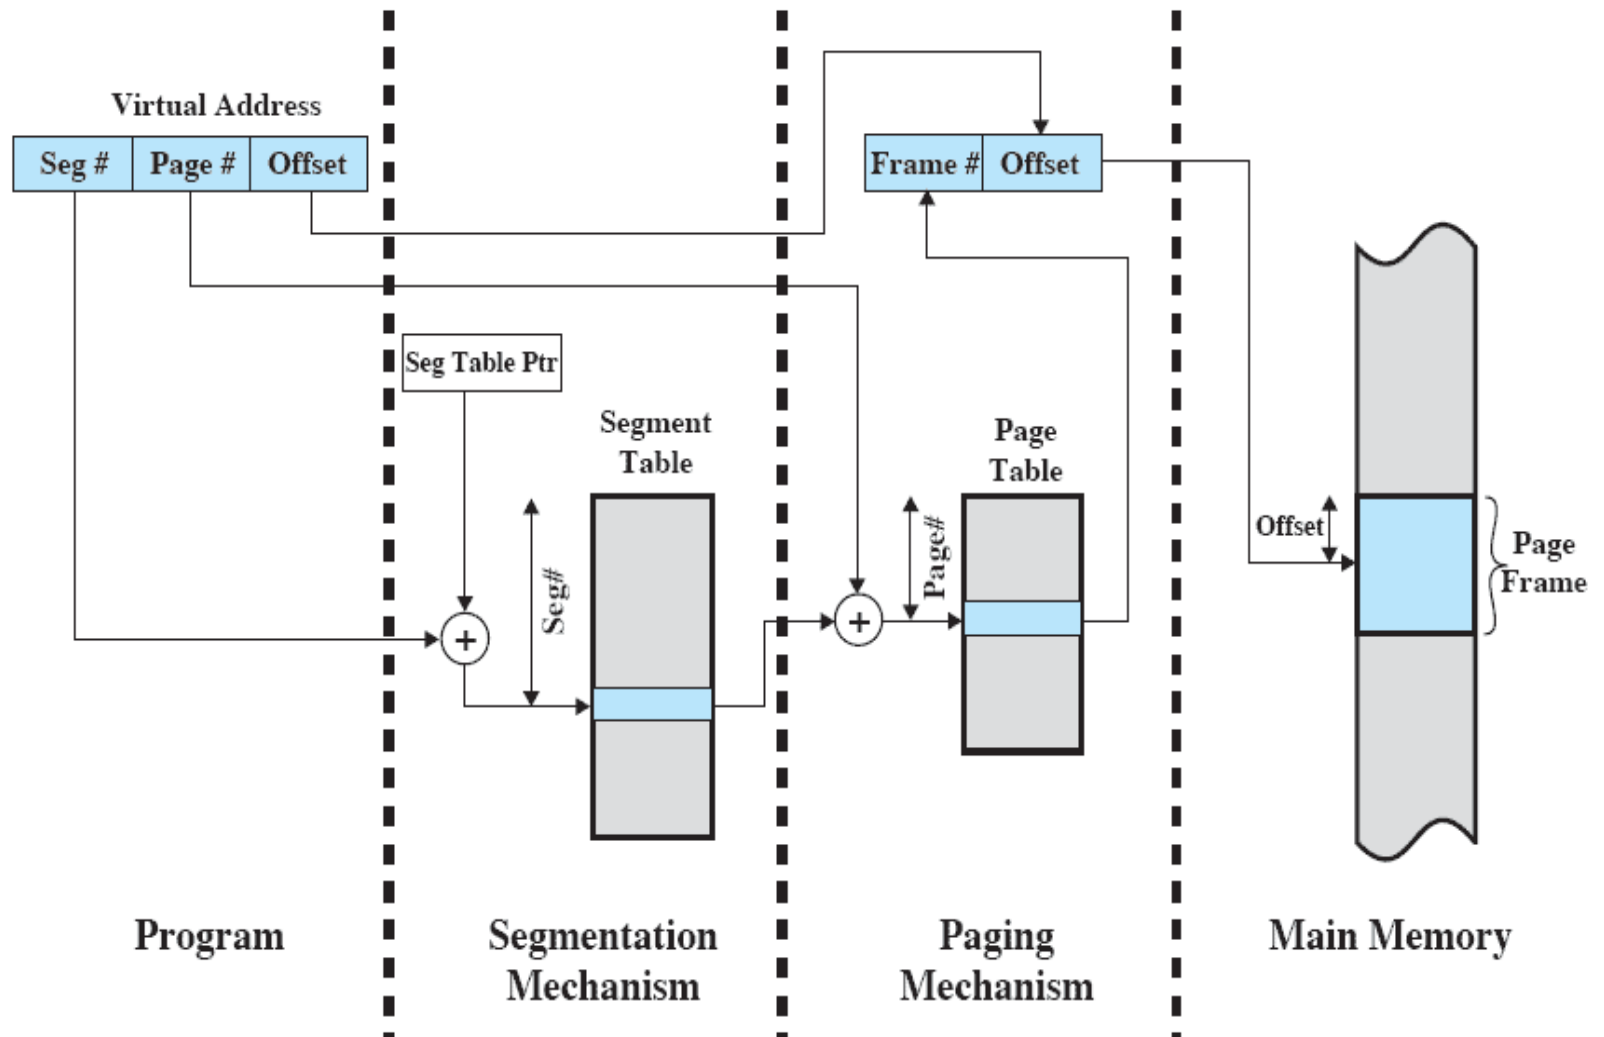 Virtual Address
Seg # Page # Offset
Frame # Offset
Seg Table Ptr
Segment
Table
Page
Table
Seg#
Page#
Offset
Page
Frame
+
+
Program
Segmentation
Mechanism
Paging
Mechanism
Main Memory